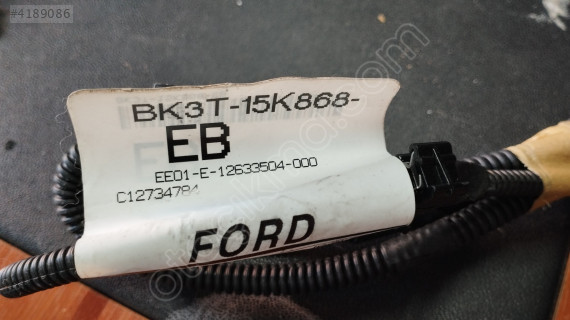 #4189086
BK3T-15K868-
EB
EE01-E-12633504-000
C12734784
FORD